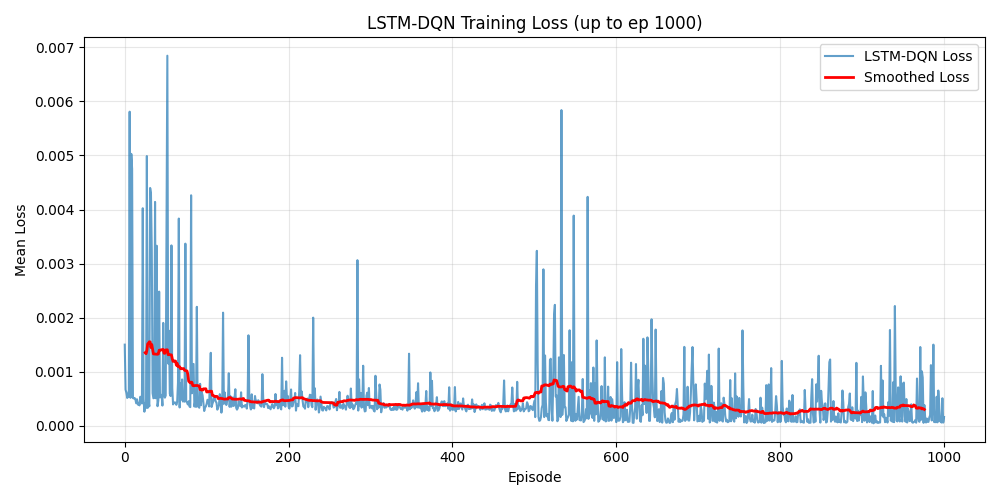 LSTM-DQN Training Loss (up to ep 1000)
LSTM-DQN Loss
Smoothed Loss
0.007
0.006
0.005
0.004
0.003
0.002
0.001
0.000
Mean Loss
0 200 400 600 800 1000
Episode